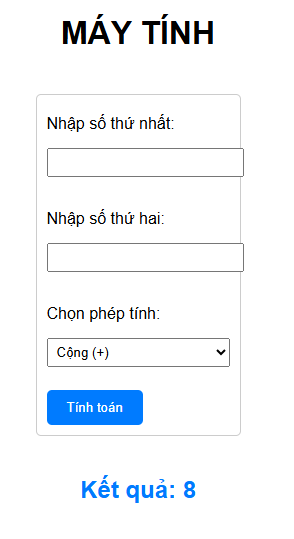 MÁY TÍNH
Nhập số thứ nhất:
Nhập số thứ hai:
Chọn phép tính:
Cộng (+)
Tính toán
Kết quả: 8